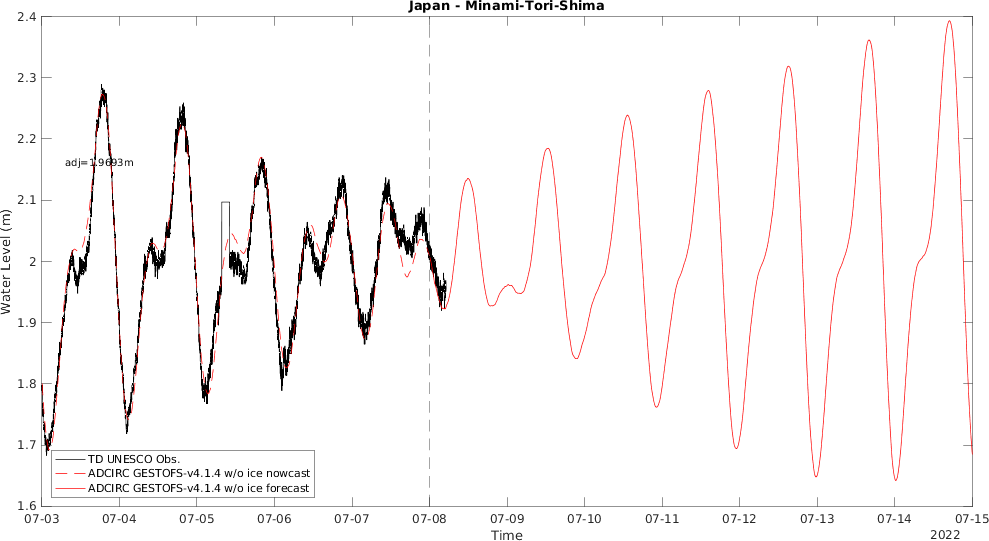 Japan - Minami-Tori-Shima
2.4
2.3
2.2
2.1
2
1.9
1.8
1.7
1.6
Water Level (m)
adj=1.9693m
TD UNESCO Obs.
ADCIRC GESTOFS-v4.1.4 w/o ice nowcast
ADCIRC GESTOFS-v4.1.4 w/o ice forecast
07-03 07-04 07-05 07-06 07-07 07-08 07-09 07-10 07-11 07-12 07-13 07-14 07-15
Time
2022